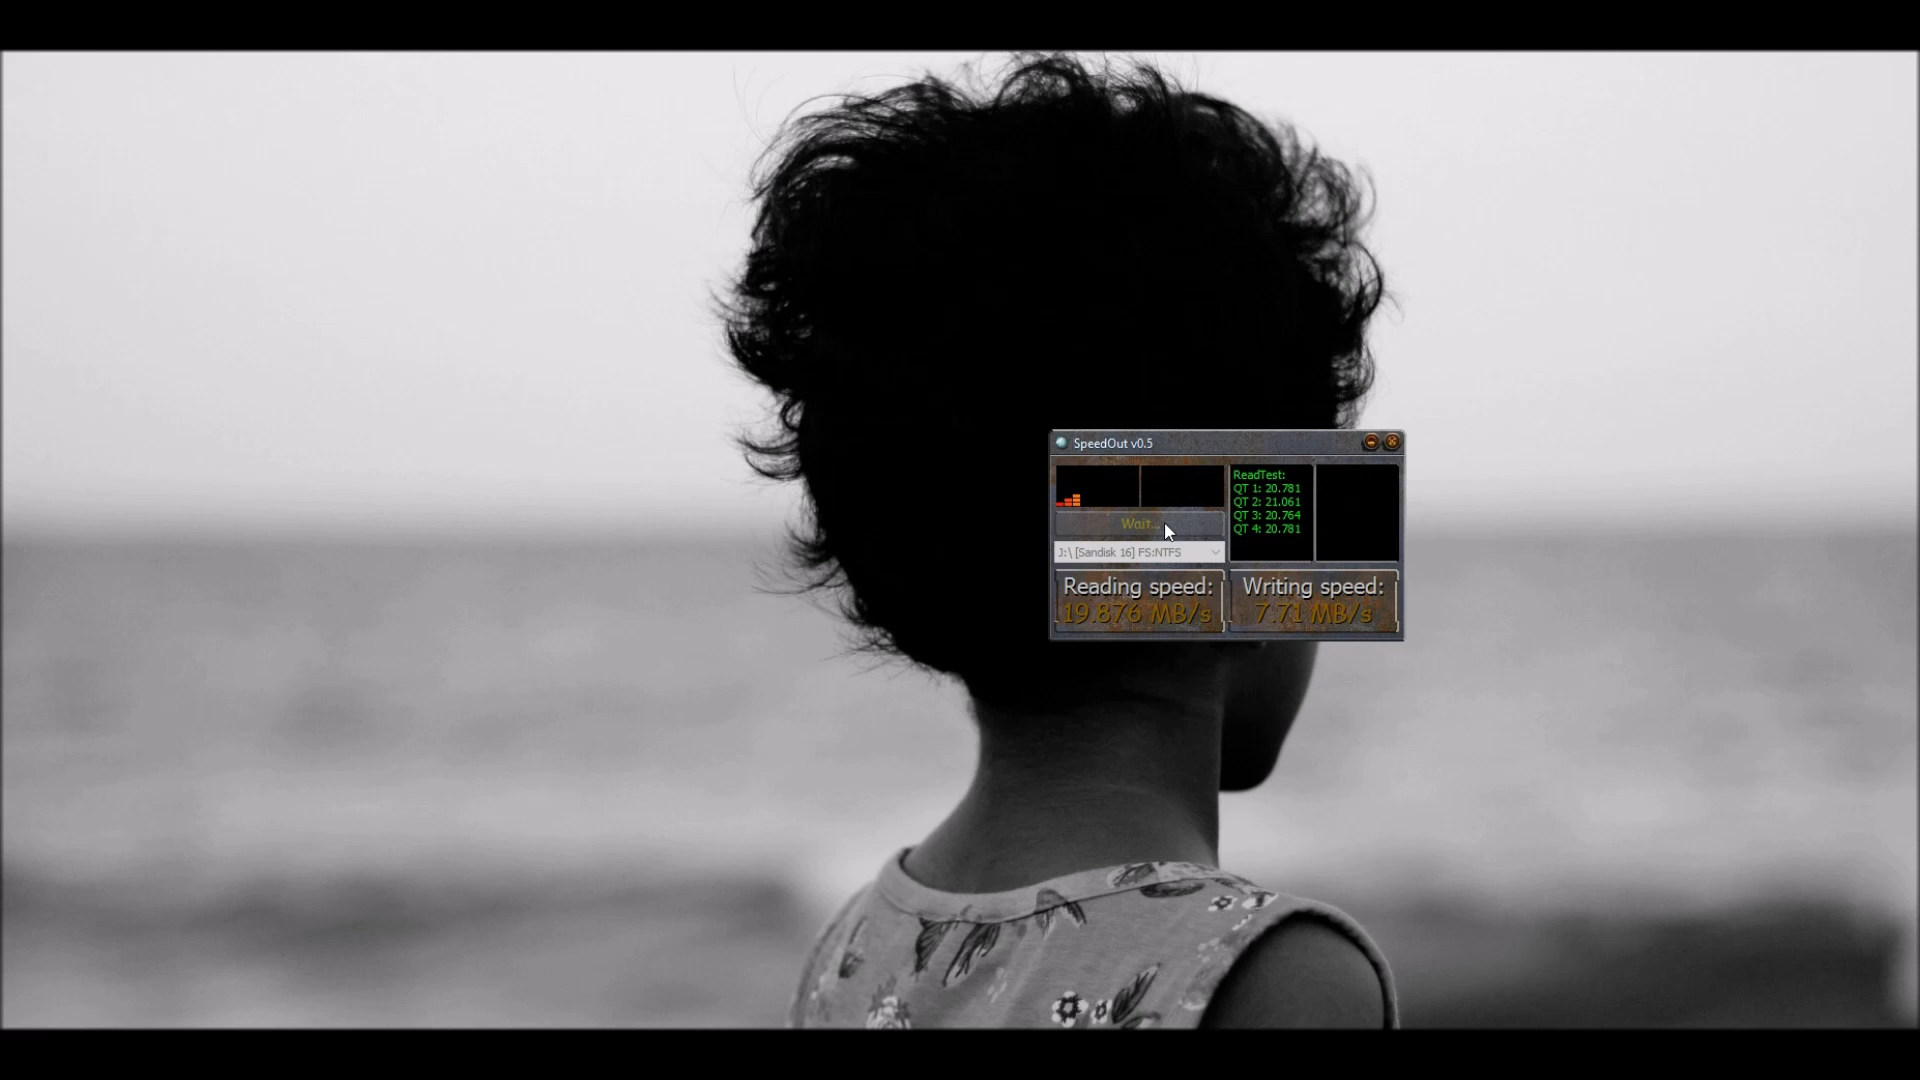 SpeedOut v0.5
Wait...
J:\ [Sandisk 16] FS:NTFS
ReadTest:
QT 1: 20.781
QT 2: 21.061
QT 3: 20.764
QT 4: 20.781
Reading speed:
19.876 MB/s
Writing speed:
7.71 MB/s